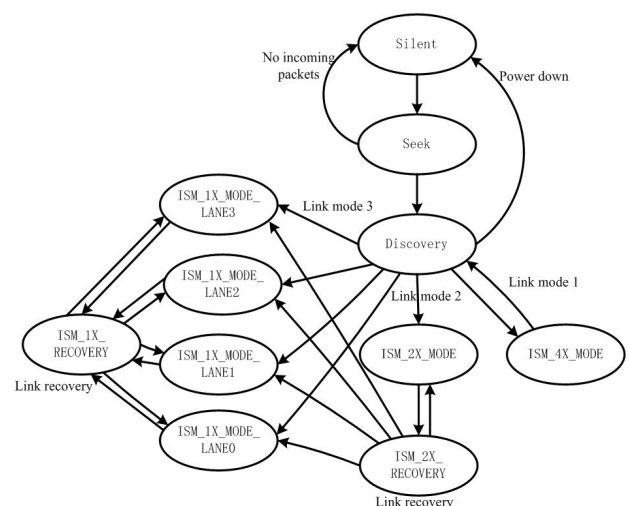 Silent
No incoming
packets
Power down
Seek
ISM_1X_MODE_
LANE3
Link mode 3
Discovery
ISM_1X_MODE_
LANE2
Link mode 2
Link mode 1
ISM_1X_
RECOVERY
Link recovery
ISM_1X_MODE_
LANE1
ISM_2X_MODE
ISM_4X_MODE
ISM_1X_MODE_
LANE0
ISM_2X_
RECOVERY
Link recovery